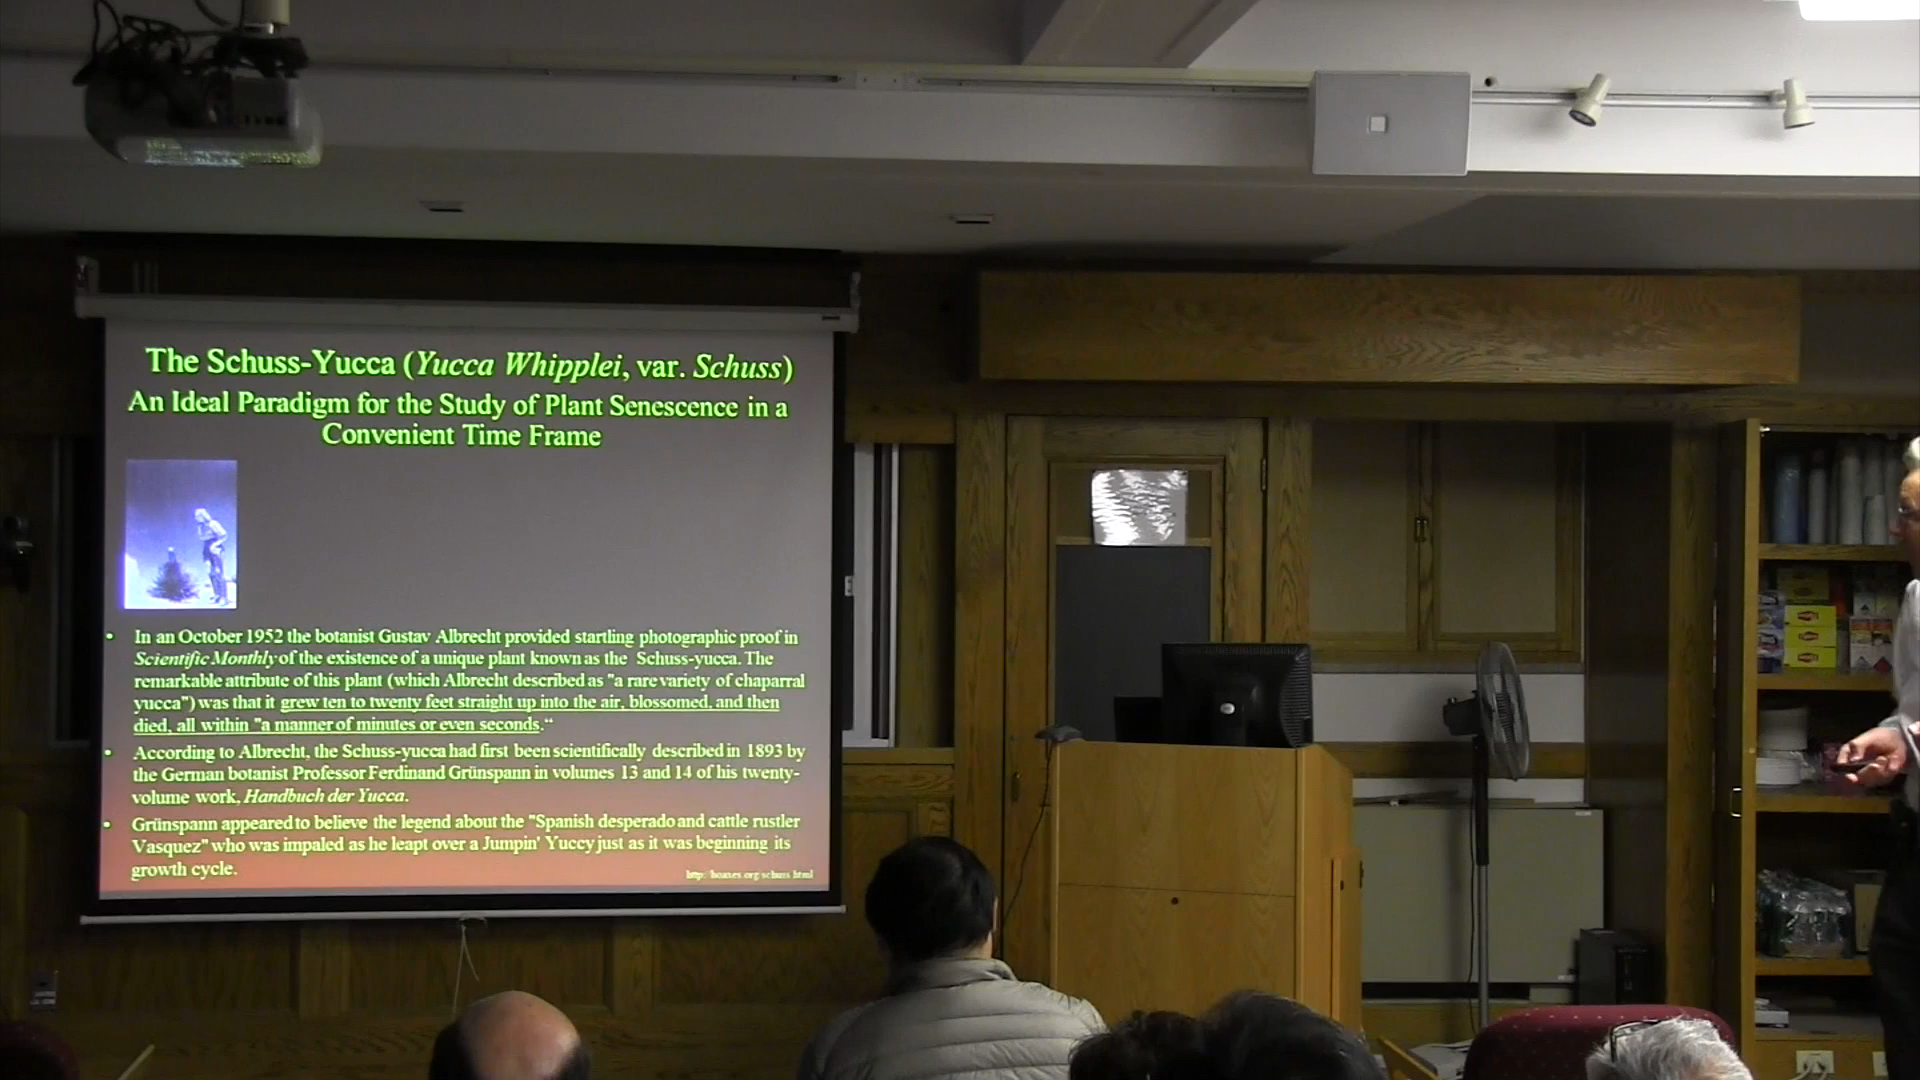 The Schuss-Yucca (Yucca Whipplei, var. Schuss)
An Ideal Paradigm for the Study of Plant Senescence in a
Convenient Time Frame
• In an October 1952 the botanist Gustav Albrecht provided startling photographic proof in
Scientific Monthly of the existence of a unique plant known as the Schuss-yucca. The
remarkable attribute of this plant (which Albrecht described as "a rare variety of chaparral
yucca") was that it grew ten to twenty feet straight up into the air, blossomed, and then
died, all within "a manner of minutes or even seconds.“
• According to Albrecht, the Schuss-yucca had first been scientifically described in 1893 by
the German botanist Professor Ferdinand Grünspann in volumes 13 and 14 of his twenty-
volume work, Handbuch der Yucca.
• Grünspann appeared to believe the legend about the "Spanish desperado and cattle rustler
Vasquez" who was impaled as he leapt over a Jumpin' Yuccy just as it was beginning its
growth cycle.
http://hoaxes.org/schuss.html